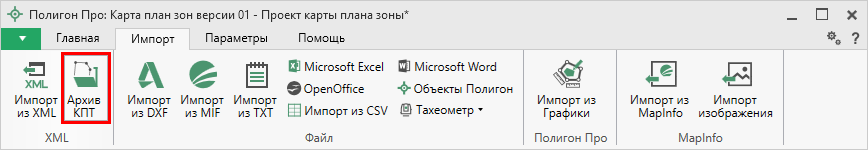 Полигон Про: Карта план зон версии 01 - Проект карты плана зоны*
Главная Импорт Параметры Помощь
Импорт из XML
Архив КПТ
XML
Импорт из DXF
Импорт из MIF
Импорт из TXT
Microsoft Excel
OpenOffice
Импорт из CSV
Microsoft Word
Объекты Полигон
Тахеометр
Файл
Импорт из Графики
Полигон Про
Импорт из MapInfo
Импорт изображения
MapInfo